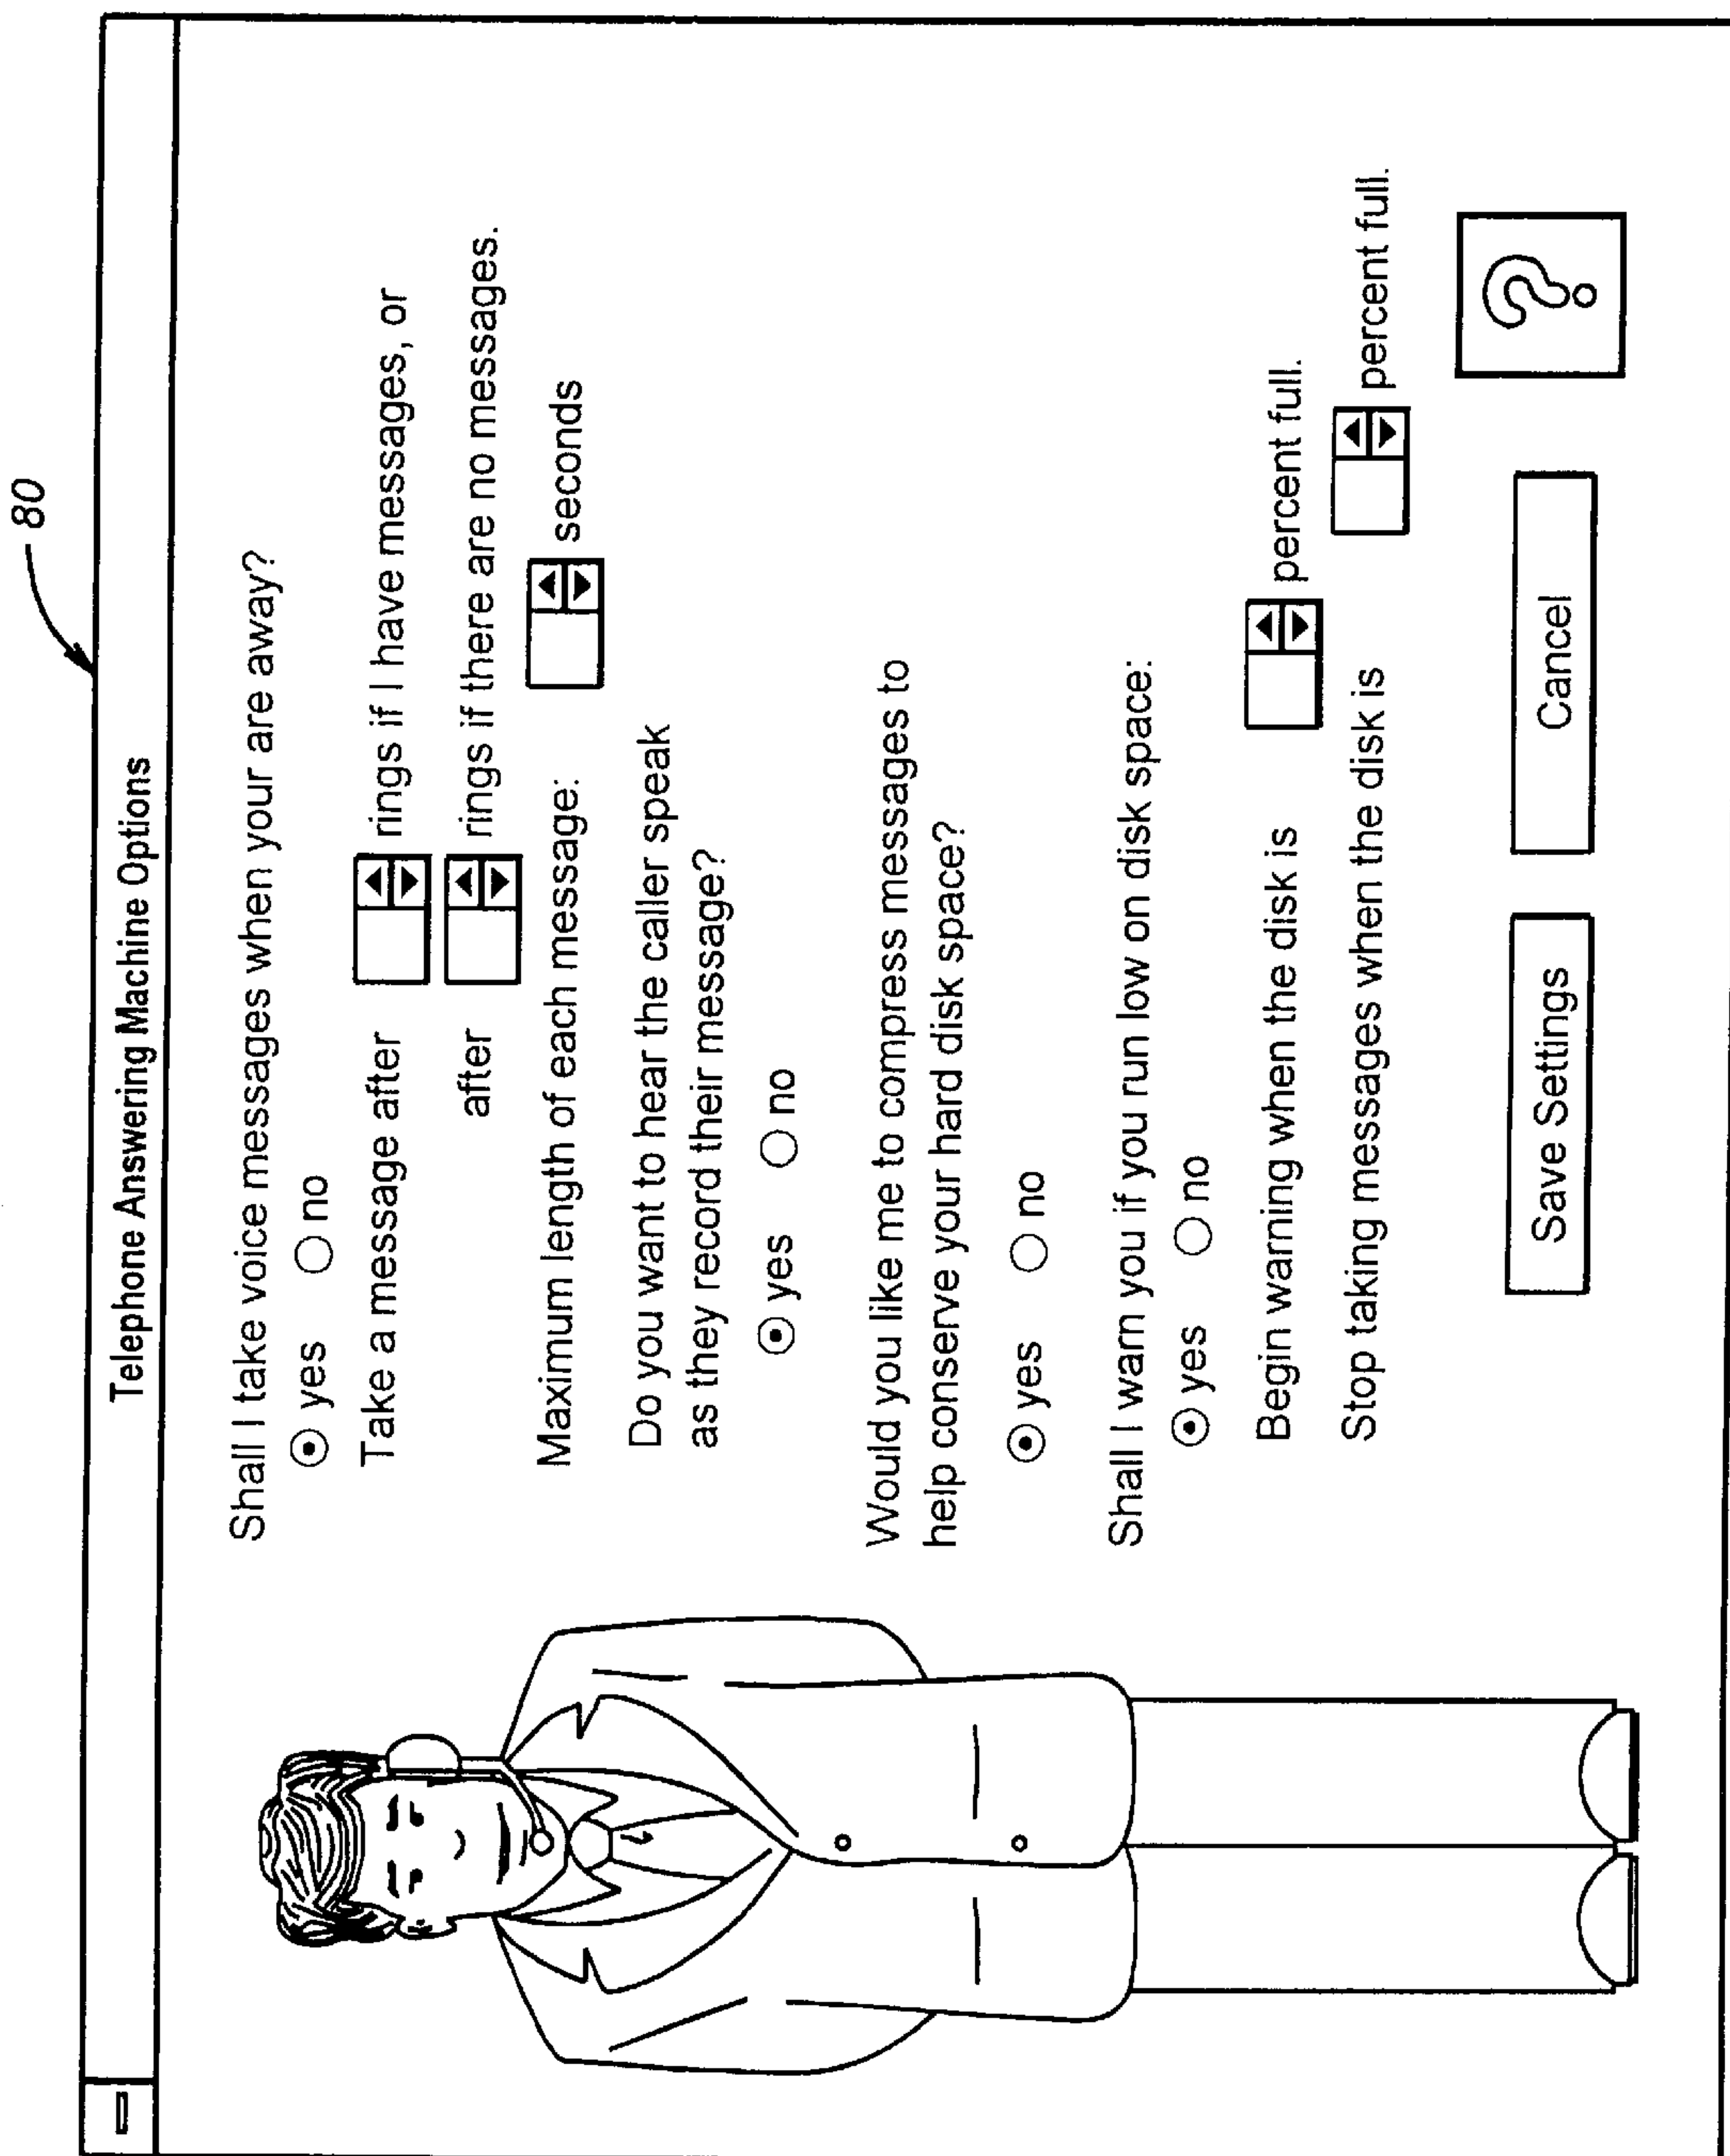 80
Telephone Answering Machine Options
Shall I take voice messages when your are away?
yes no
Take a message after rings if I have messages, or
after rings if there are no messages.
Maximum length of each message: seconds
Do you want to hear the caller speak
as they record their message?
yes no
Would you like me to compress messages to
help conserve your hard disk space?
yes no
Shall I warn you if you run low on disk space:
yes no
Begin warning when the disk is percent full.
Stop taking messages when the disk is percent full.
Save Settings Cancel ?